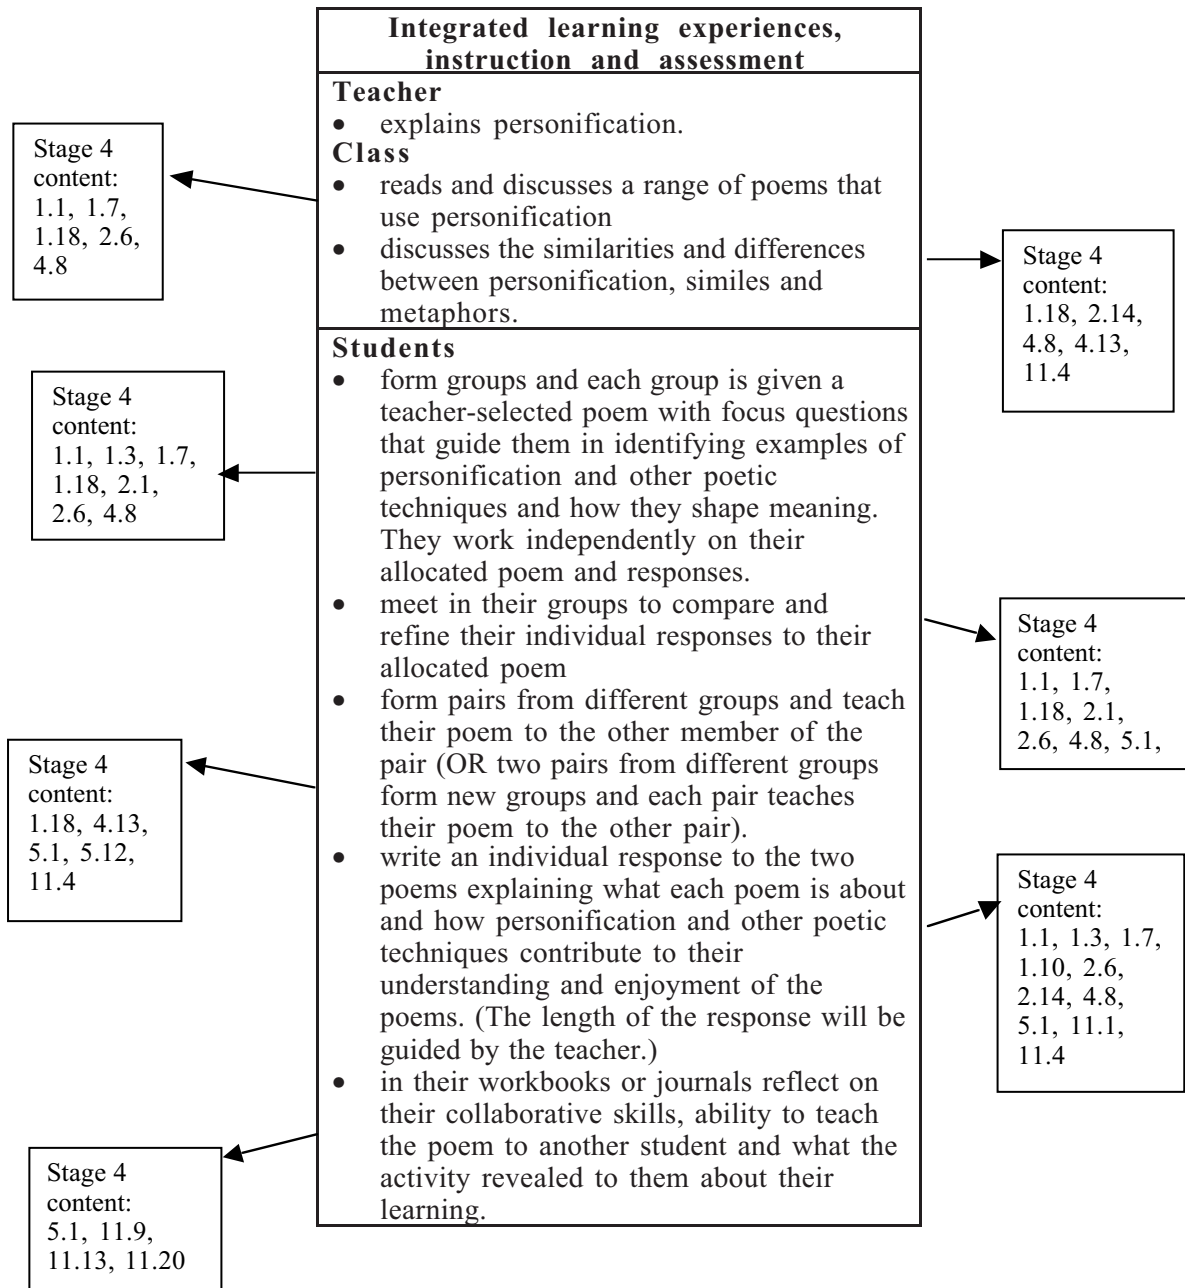 Integrated learning experiences,
instruction and assessment
Teacher
• explains personification.
Class
• reads and discusses a range of poems that
use personification
• discusses the similarities and differences
between personification, similes and
metaphors.
Students
• form groups and each group is given a
teacher-selected poem with focus questions
that guide them in identifying examples of
personification and other poetic
techniques and how they shape meaning.
They work independently on their
allocated poem and responses.
• meet in their groups to compare and
refine their individual responses to their
allocated poem
• form pairs from different groups and teach
their poem to the other member of the
pair (OR two pairs from different groups
form new groups and each pair teaches
their poem to the other pair).
• write an individual response to the two
poems explaining what each poem is about
and how personification and other poetic
techniques contribute to their
understanding and enjoyment of the
poems. (The length of the response will be
guided by the teacher.)
• in their workbooks or journals reflect on
their collaborative skills, ability to teach
the poem to another student and what the
activity revealed to them about their
learning.
Stage 4
content:
1.1, 1.7,
1.18, 2.6,
4.8
Stage 4
content:
1.1, 1.3, 1.7,
1.18, 2.1,
2.6, 4.8
Stage 4
content:
1.18, 4.13,
5.1, 5.12,
11.4
Stage 4
content:
5.1, 11.9,
11.13, 11.20
Stage 4
content:
1.18, 2.14,
4.8, 4.13,
11.4
Stage 4
content:
1.1, 1.7,
1.18, 2.1,
2.6, 4.8, 5.1,
Stage 4
content:
1.1, 1.3, 1.7,
1.10, 2.6,
2.14, 4.8,
5.1, 11.1,
11.4